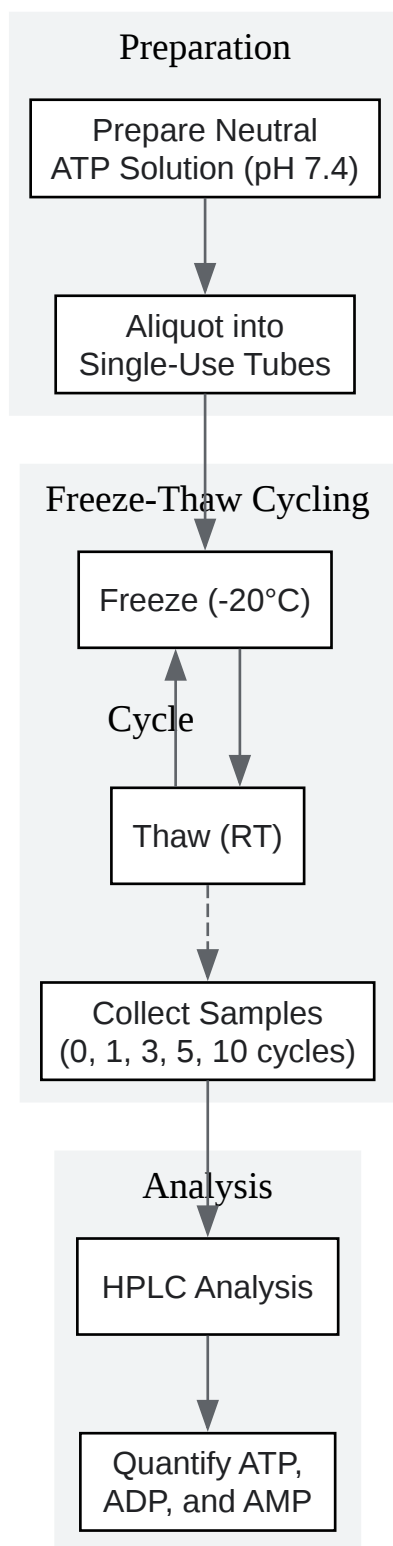 Preparation
Prepare Neutral
ATP Solution (pH 7.4)
Aliquot into
Single-Use Tubes
Freeze-Thaw Cycling
Freeze (-20°C)
Cycle
Thaw (RT)
Collect Samples
(0, 1, 3, 5, 10 cycles)
Analysis
HPLC Analysis
Quantify ATP,
ADP, and AMP